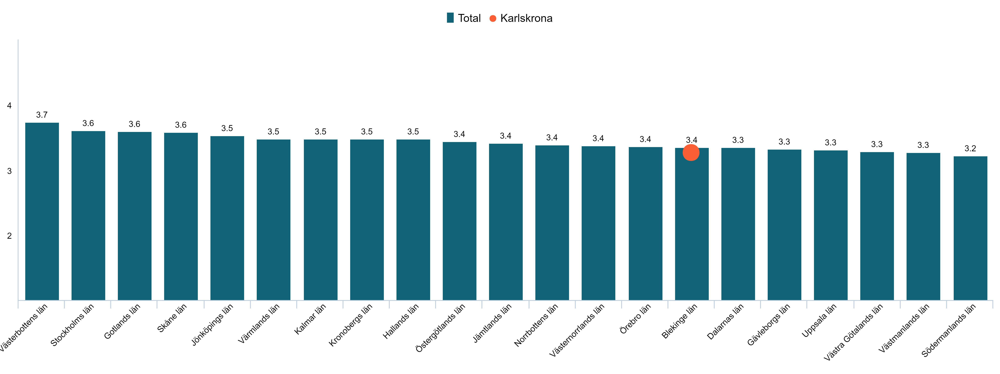 Total Karlskrona
4
3
2
3.7 3.6 3.6 3.6 3.5 3.5 3.5 3.5 3.5 3.4 3.4 3.4 3.4 3.4 3.4 3.3 3.3 3.3 3.3 3.3 3.2
Västerbottens län
Stockholms län
Gotlands län
Skåne län
Jönköpings län
Värmlands län
Kalmar län
Kronobergs län
Hallands län
Östergötlands län
Jämtlands län
Norrbottens län
Västernorrlands län
Örebro län
Blekinge län
Dalarnas län
Gävleborgs län
Uppsala län
Västra Götalands län
Västmanlands län
Södermanlands län